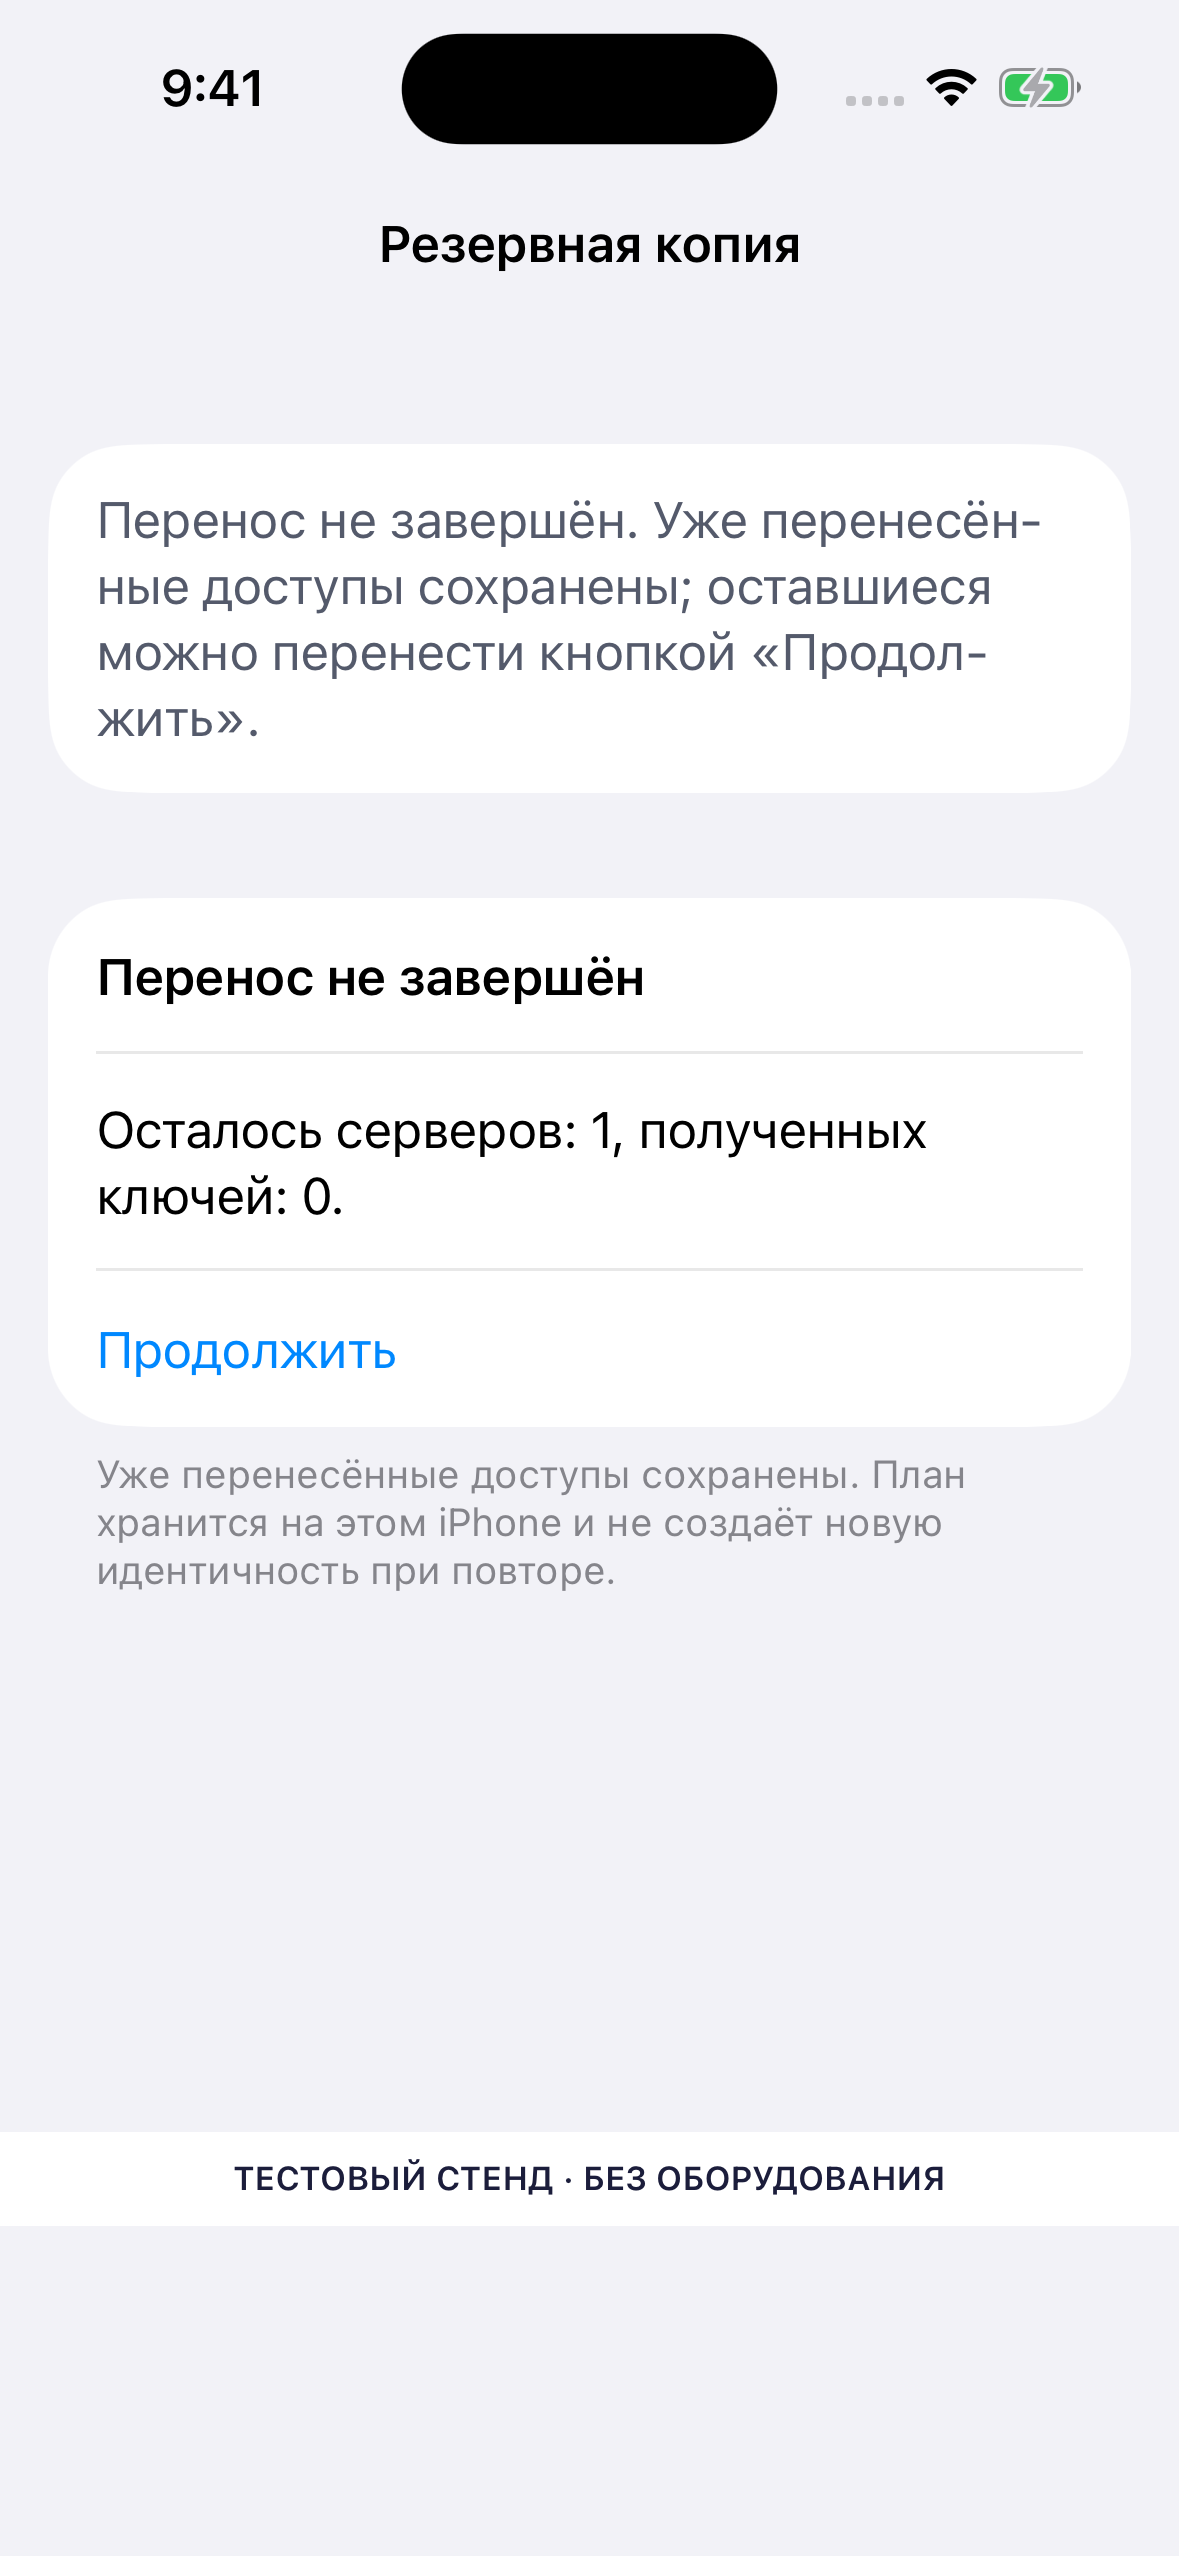 9:41
Резервная копия
Перенос не завершён. Уже перенесён-
ные доступы сохранены; оставшиеся
можно перенести кнопкой «Продол-
жить».
Перенос не завершён
Осталось серверов: 1, полученных
ключей: 0.
Продолжить
Уже перенесённые доступы сохранены. План
хранится на этом iPhone и не создаёт новую
идентичность при повторе.
ТЕСТОВЫЙ СТЕНД · БЕЗ ОБОРУДОВАНИЯ